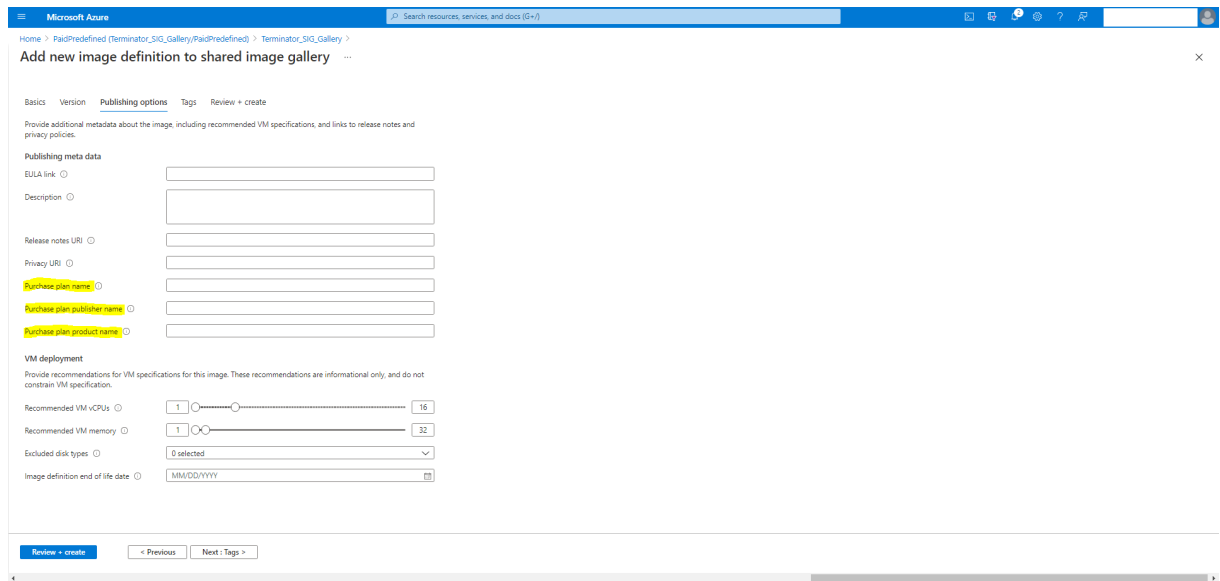 Microsoft Azure
Search resources, services, and docs (G+/)
2
Home > PaidPredefined (Terminator_SIG_Gallery/PaidPredefined) > Terminator_SIG_Gallery >
Add new image definition to shared image gallery ...
Basics Version Publishing options Tags Review + create
Provide additional metadata about the image, including recommended VM specifications, and links to release notes and
privacy policies.
Publishing meta data
EULA link
Description
Release notes URI
Privacy URI
Purchase plan name
Purchase plan publisher name
Purchase plan product name
VM deployment
Provide recommendations for VM specifications for this image. These recommendations are informational only, and do not
constrain VM specification.
Recommended VM vCPUs 1 16
Recommended VM memory 1 32
Excluded disk types 0 selected
Image definition end of life date MM/DD/YYYY
Review + create < Previous Next : Tags >